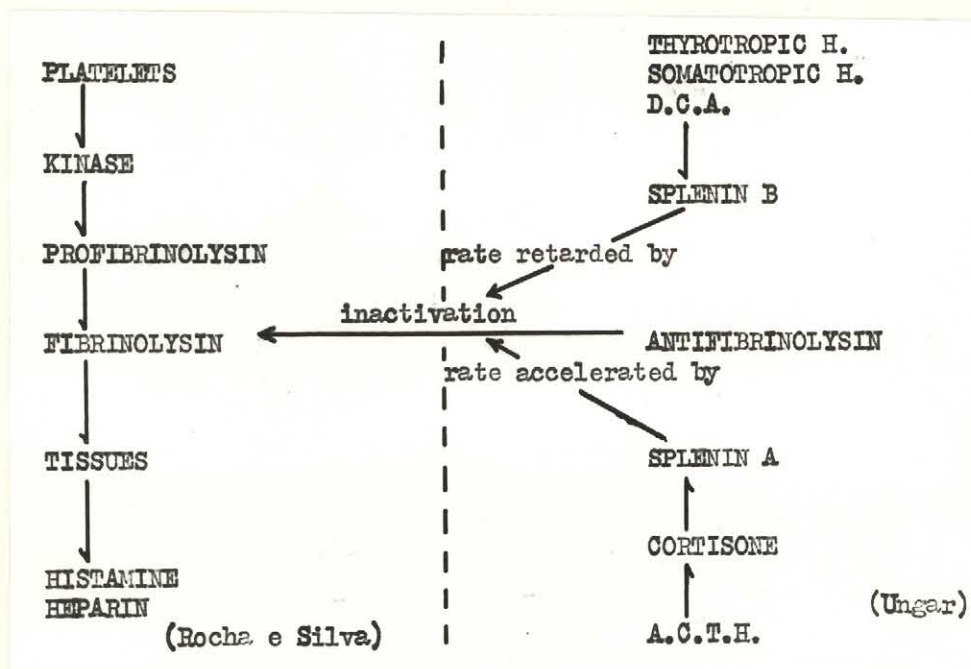 PLATELETS
KINASE
PROFIBRINOLYSIN
FIBRINOLYSIN
TISSUES
HISTAMINE
HEPARIN
(Rocha e Silva)
THYROTROPIC H.
SOMATOTROPIC H.
D.C.A.
SPLENIN B
rate retarded by
inactivation
ANTIFIBRINOLYSIN
rate accelerated by
SPLENIN A
CORTISONE
A.C.T.H.
(Ungar)